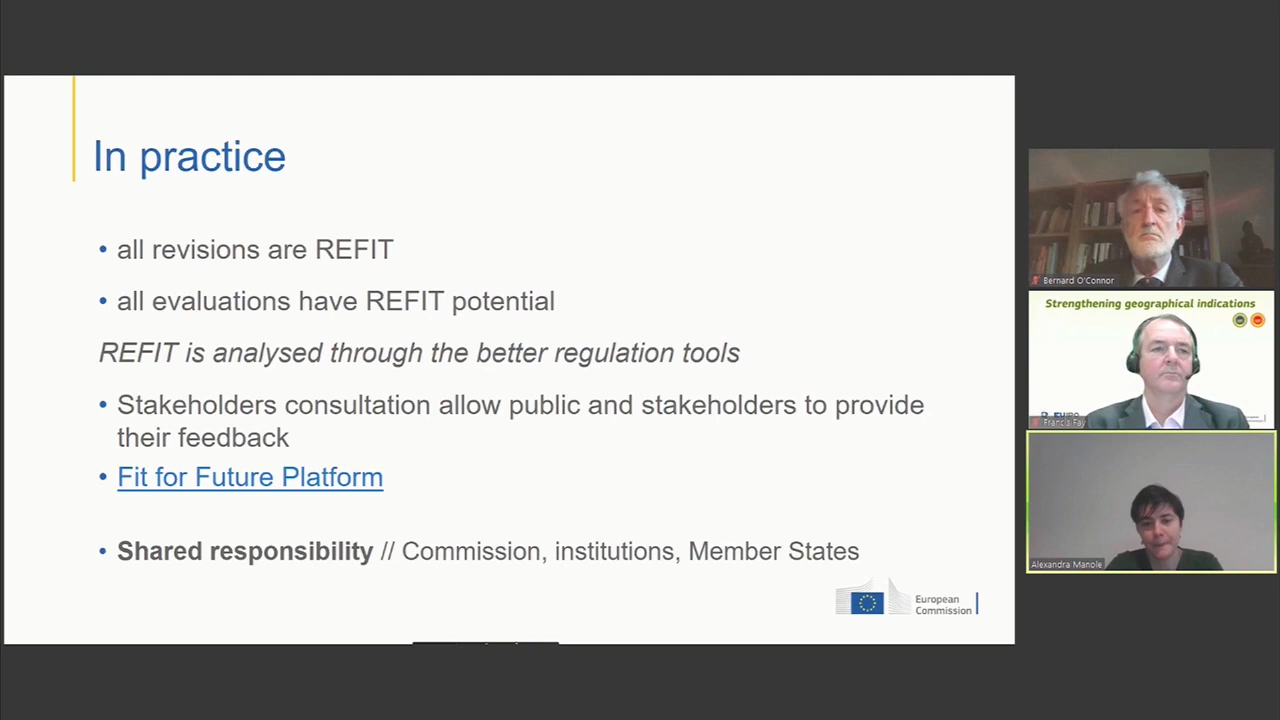 In practice
• all revisions are REFIT
• all evaluations have REFIT potential
REFIT is analysed through the better regulation tools
• Stakeholders consultation allow public and stakeholders to provide
their feedback
• Fit for Future Platform
• Shared responsibility // Commission, institutions, Member States
European
Commission
Bernard O'Connor
Strengthening geographical indications
Francis Fay
Alexandra Manole